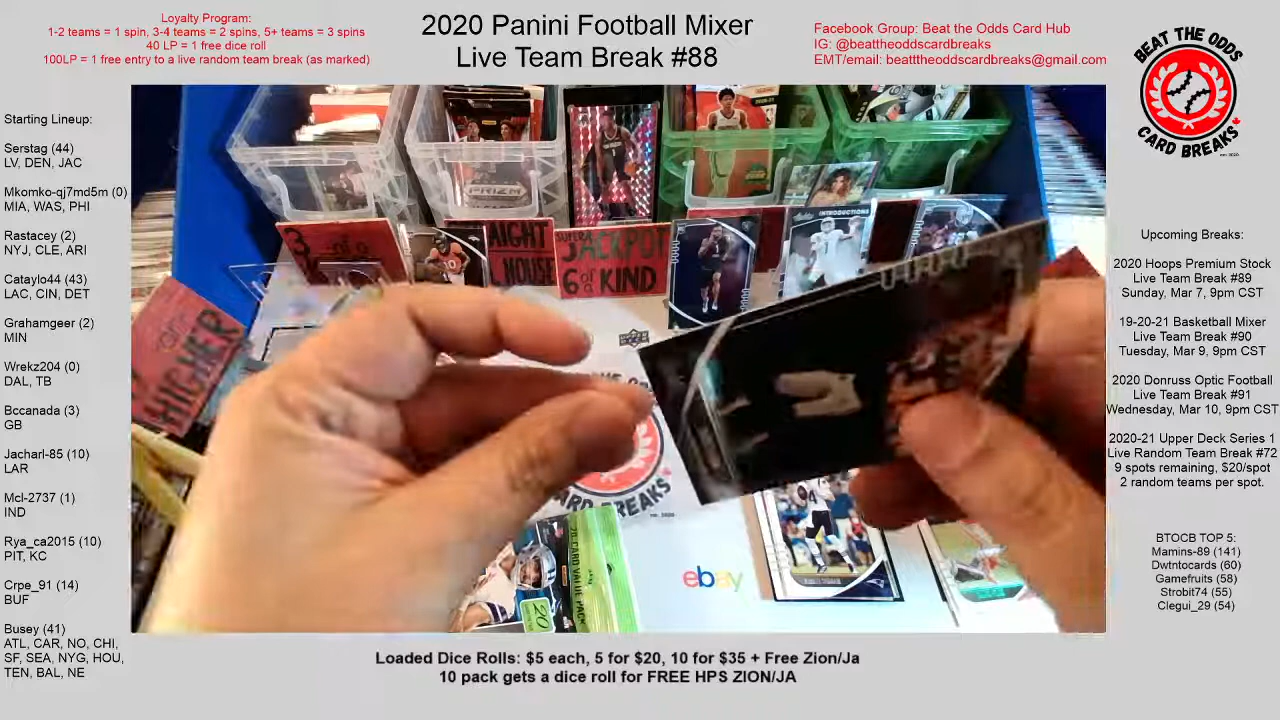 Loyalty Program:
1-2 teams = 1 spin, 3-4 teams = 2 spins, 5+ teams = 3 spins
40 LP = 1 free dice roll
100LP = 1 free entry to a live random team break (as marked)
2020 Panini Football Mixer
Live Team Break #88
Facebook Group: Beat the Odds Card Hub
IG: @beattheoddscardbreaks
EMT/email: beatttheoddscardbreaks@gmail.com
BEAT THE ODDS
CARD BREAKS
Starting Lineup:
Serstag (44)
LV, DEN, JAC
Mkomko-qj7md5m (0)
MIA, WAS, PHI
Rastacey (2)
NYJ, CLE, ARI
Cataylo44 (43)
LAC, CIN, DET
Grahamgeer (2)
MIN
Wrekz204 (0)
DAL, TB
Bccanada (3)
GB
Jacharl-85 (10)
LAR
Mcl-2737 (1)
IND
Rya_ca2015 (10)
PIT, KC
Crpe_91 (14)
BUF
Busey (41)
ATL, CAR, NO, CHI,
SF, SEA, NYG, HOU,
TEN, BAL, NE
PRIZM
INTRODUCTIONS
SUPER JACKPOT
6 of a KIND
HIGHER
UPPER DECK
CARD BREAKS
ebay
20 CARD VALUE PACK
20
Upcoming Breaks:
2020 Hoops Premium Stock
Live Team Break #89
Sunday, Mar 7, 9pm CST
19-20-21 Basketball Mixer
Live Team Break #90
Tuesday, Mar 9, 9pm CST
2020 Donruss Optic Football
Live Team Break #91
Wednesday, Mar 10, 9pm CST
2020-21 Upper Deck Series 1
Live Random Team Break #72
9 spots remaining, $20/spot
2 random teams per spot.
BTOCB TOP 5:
Mamins-89 (141)
Dwtntocards (60)
Gamefruits (58)
Strobit74 (55)
Clegui_29 (54)
Loaded Dice Rolls: $5 each, 5 for $20, 10 for $35 + Free Zion/Ja
10 pack gets a dice roll for FREE HPS ZION/JA